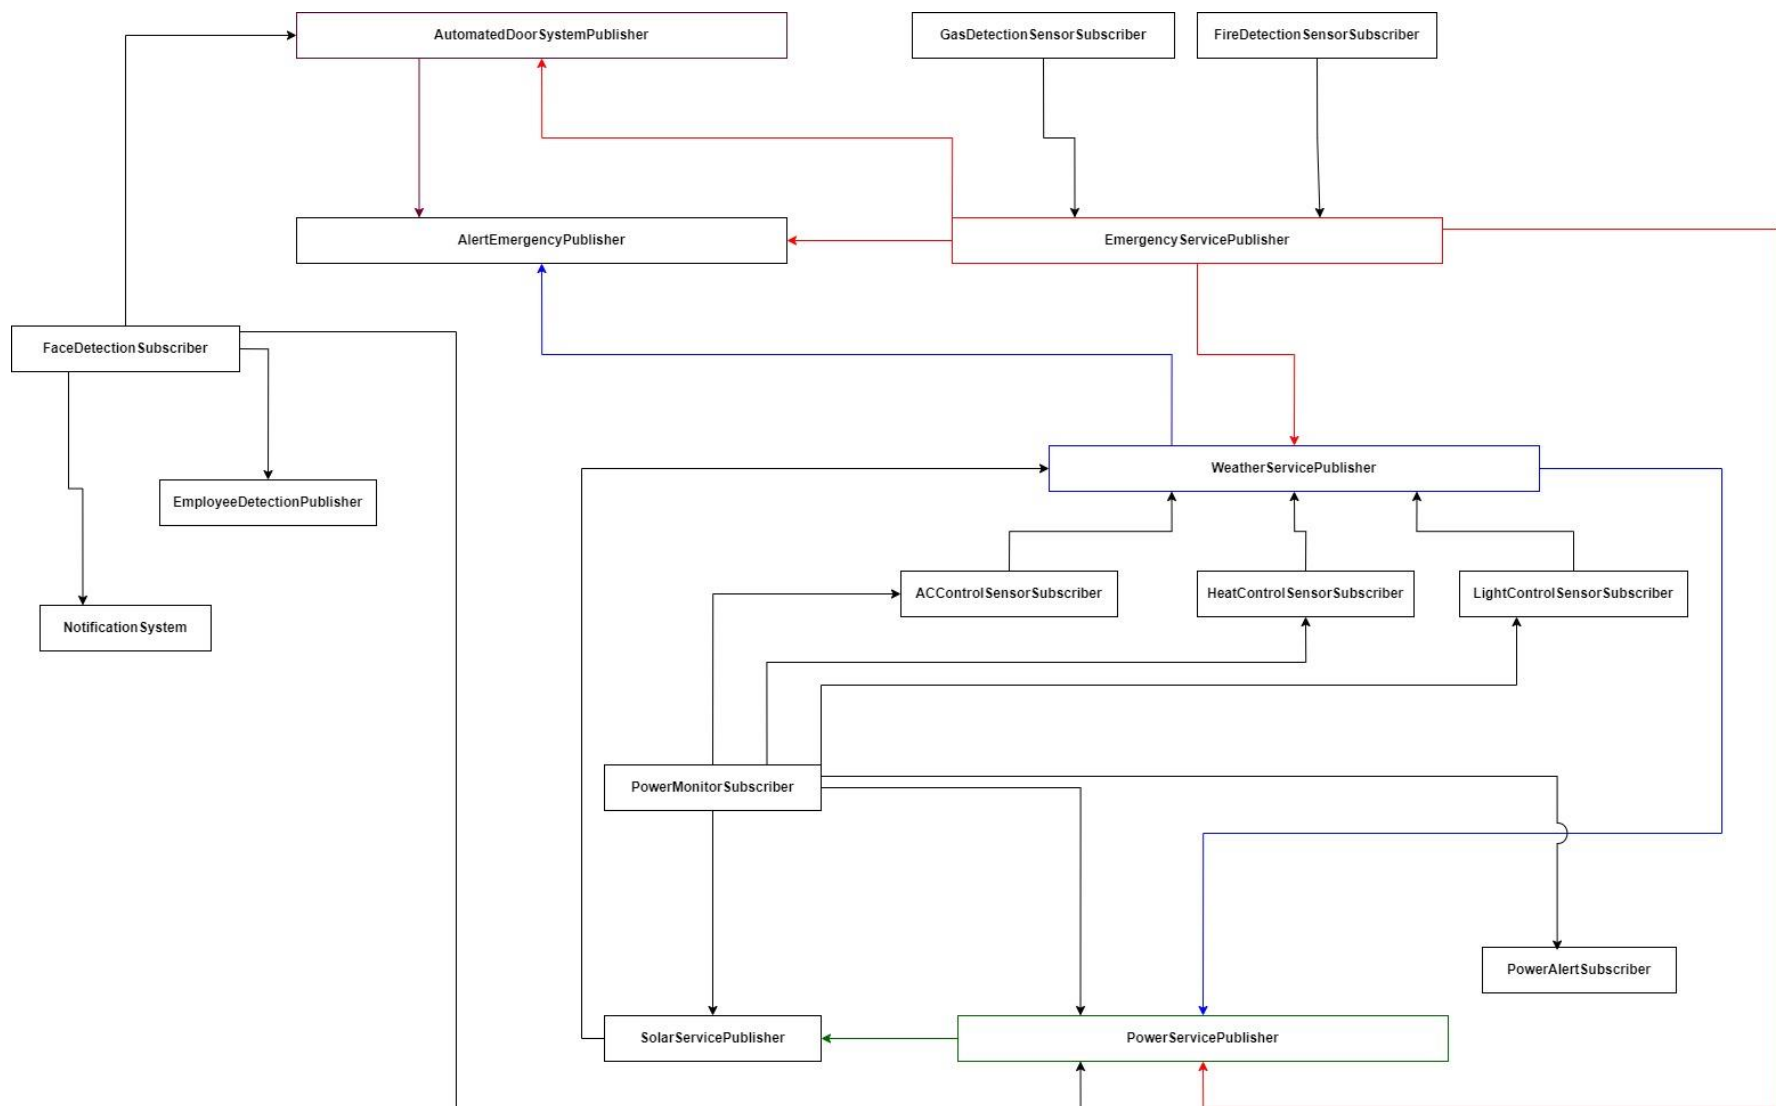 AutomatedDoorSystemPublisher
GasDetectionSensorSubscriber
FireDetectionSensorSubscriber
AlertEmergencyPublisher
EmergencyServicePublisher
FaceDetectionSubscriber
WeatherServicePublisher
EmployeeDetectionPublisher
ACControlSensorSubscriber
HeatControlSensorSubscriber
LightControlSensorSubscriber
NotificationSystem
PowerMonitorSubscriber
PowerAlertSubscriber
SolarServicePublisher
PowerServicePublisher